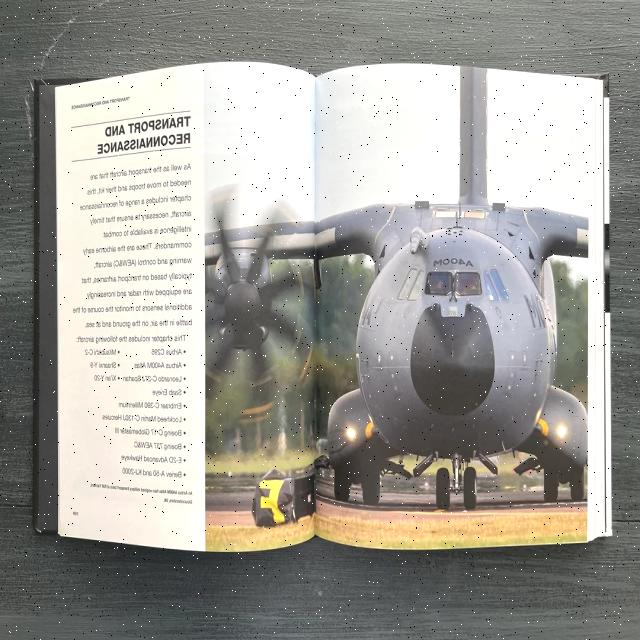 TRANSPORT AND RECONNAISSANCE
TRANSPORT AND
RECONNAISSANCE
As well as the transport aircraft that are
needed to move troops and their kit, this
chapter includes a range of reconnaissance
aircraft, necessary to ensure that timely
intelligence is available to combat
commanders. These are the airborne early
warning and control (AEW&C) aircraft,
typically based on transport airframes, that
are equipped with radar and, increasingly,
additional sensors to monitor the course of the
battle in the air, on the ground and at sea.
This chapter includes the following aircraft:
• Airbus C295
• Airbus A400M Atlas
• Leonardo C-27J Spartan
• Saab Erieye
• Embraer C-390 Millennium
• Lockheed Martin C-130J Hercules
• Boeing C-17 Globemaster III
• Boeing 737 AEW&C
• E-2D Advanced Hawkeye
• Beriev A-50 and KJ-2000
• Mitsubishi C-2
• Shaanxi Y-9
• Xi'an Y-20
A400M